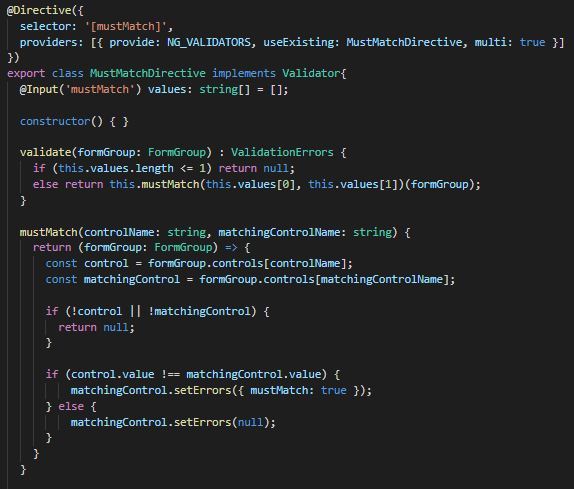 @Directive({
  selector: '[mustMatch]',
  providers: [{ provide: NG_VALIDATORS, useExisting: MustMatchDirective, multi: true }]
})
export class MustMatchDirective implements Validator{
  @Input('mustMatch') values: string[] = [];

  constructor() { }

  validate(formGroup: FormGroup) : ValidationErrors {
    if (this.values.length <= 1) return null;
    else return this.mustMatch(this.values[0], this.values[1])(formGroup);
  }

  mustMatch(controlName: string, matchingControlName: string) {
    return (formGroup: FormGroup) => {
      const control = formGroup.controls[controlName];
      const matchingControl = formGroup.controls[matchingControlName];

      if (!control || !matchingControl) {
        return null;
      }

      if (control.value !== matchingControl.value) {
          matchingControl.setErrors({ mustMatch: true });
      } else {
          matchingControl.setErrors(null);
      }
    }
  }